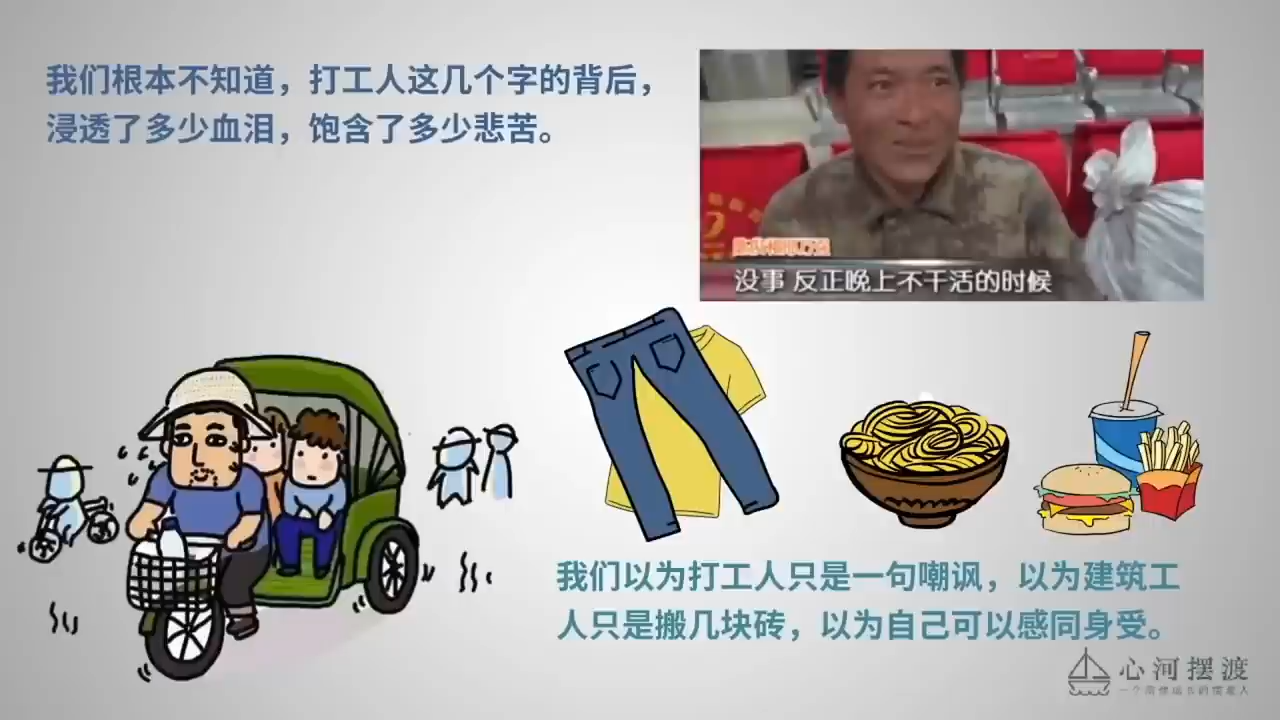 我们根本不知道，打工人这几个字的背后，
浸透了多少血泪，饱含了多少悲苦。
没事 反正晚上不干活的时候
我们以为打工人只是一句嘲讽，以为建筑工
人只是搬几块砖，以为自己可以感同身受。
心河摆渡